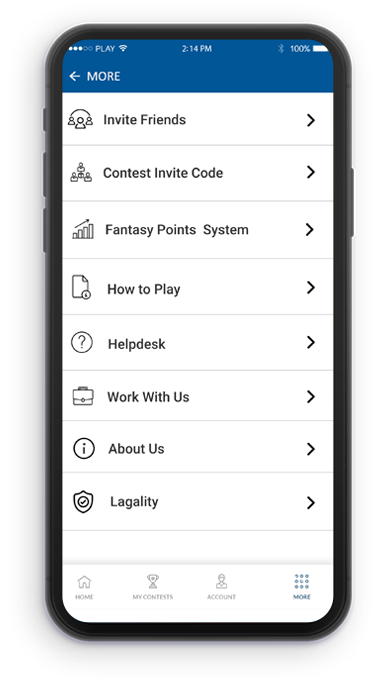 PLAY 2:14 PM 100%
MORE
Invite Friends
Contest Invite Code
Fantasy Points System
How to Play
Helpdesk
Work With Us
About Us
Lagality
HOME MY CONTESTS ACCOUNT MORE